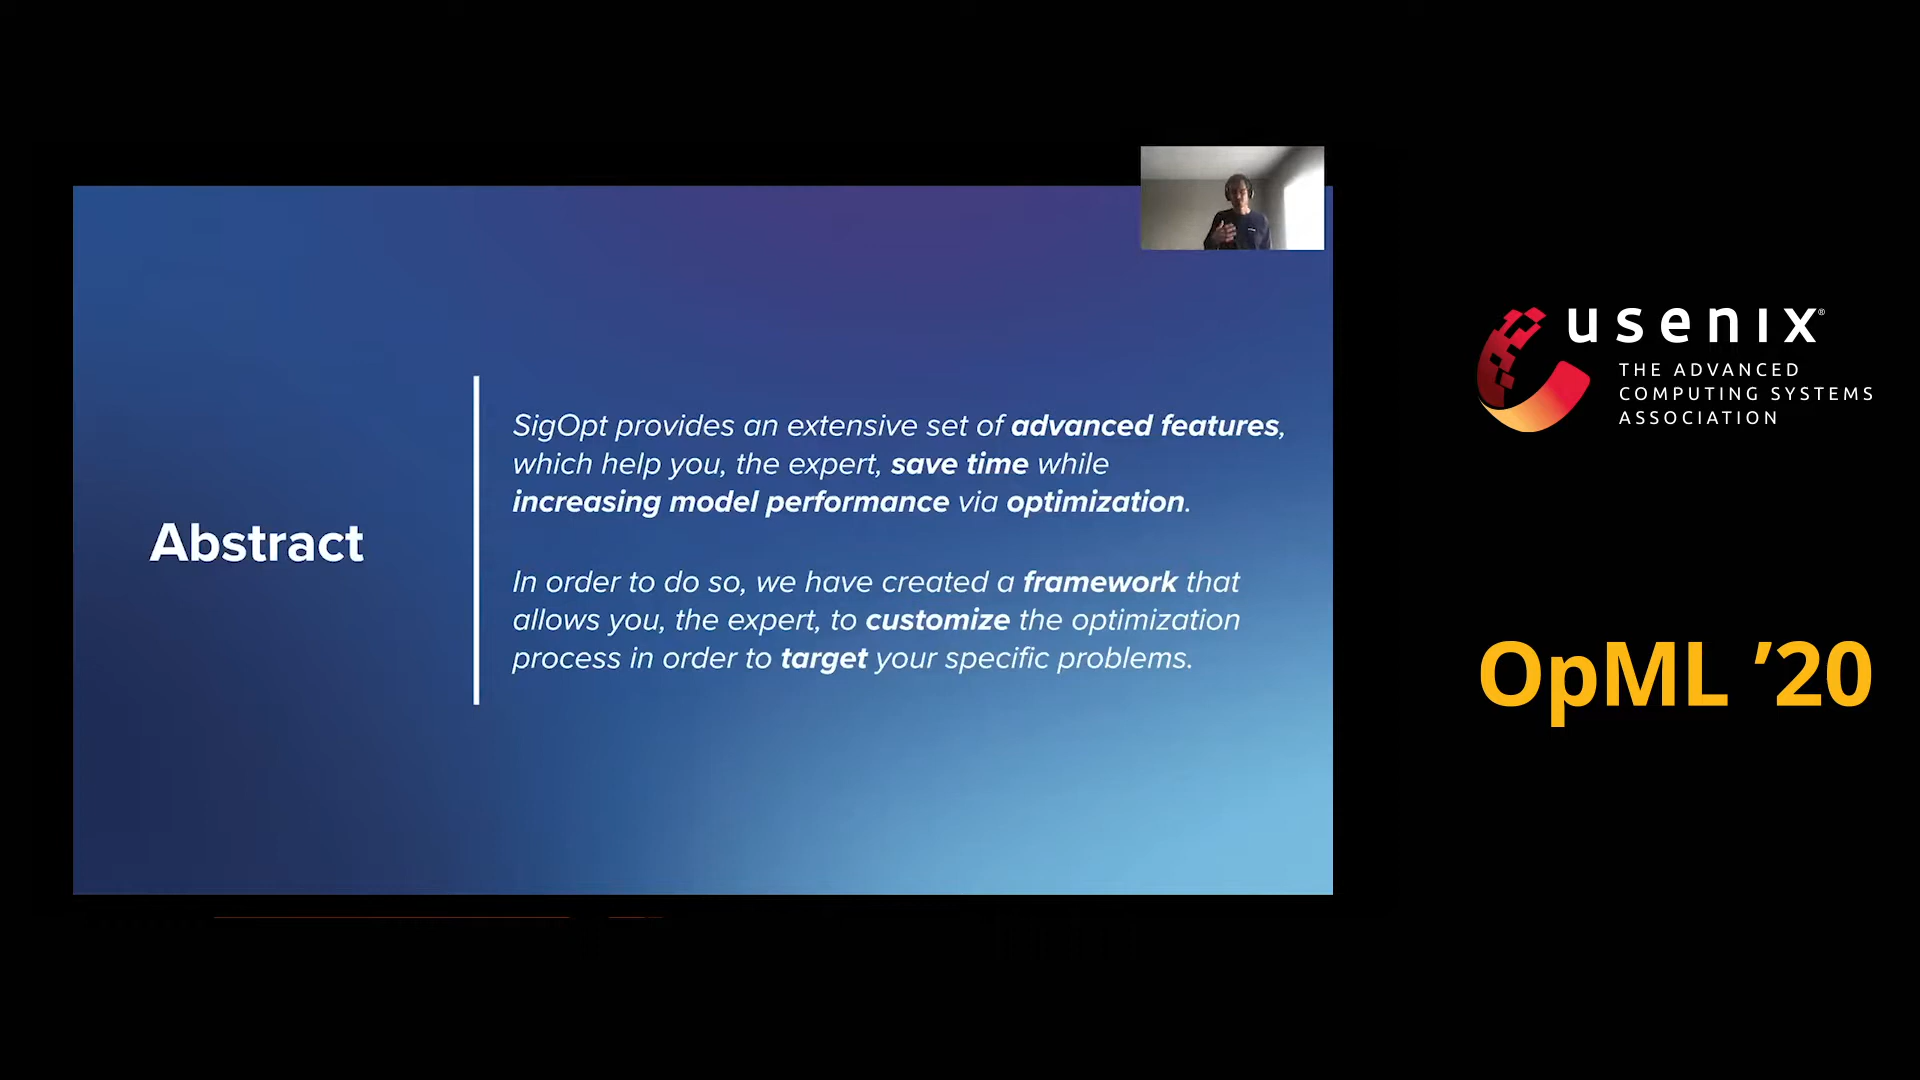 Abstract
SigOpt provides an extensive set of advanced features,
which help you, the expert, save time while
increasing model performance via optimization.
In order to do so, we have created a framework that
allows you, the expert, to customize the optimization
process in order to target your specific problems.
usenix®
THE ADVANCED
COMPUTING SYSTEMS
ASSOCIATION
OpML ’20